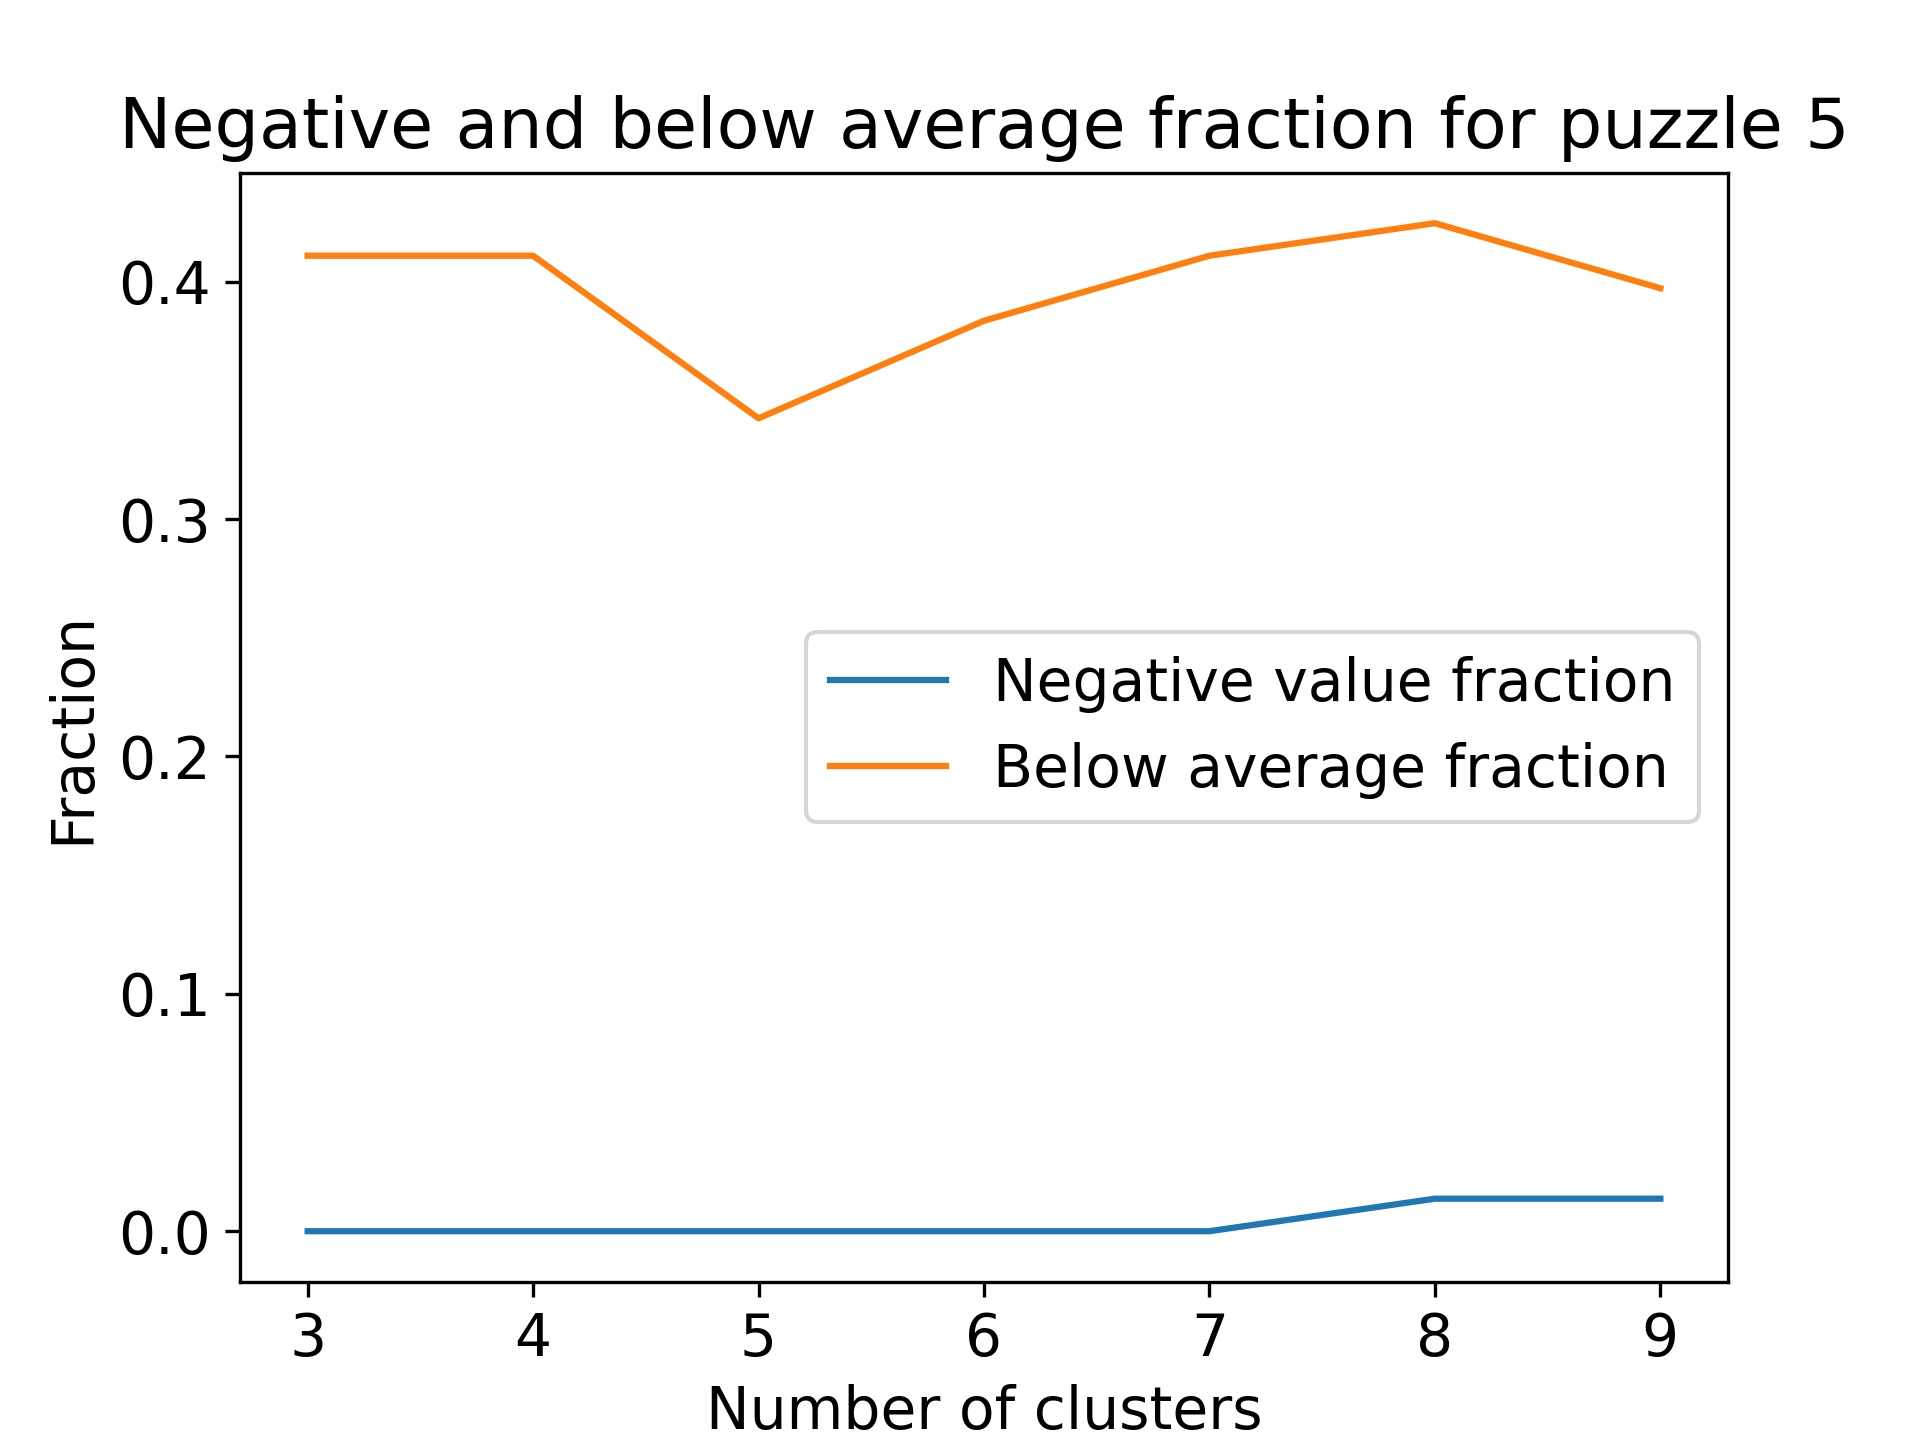 Negative and below average fraction for puzzle 5
0.4
0.3
0.2
0.1
0.0
Fraction
Negative value fraction
Below average fraction
3 4 5 6 7 8 9
Number of clusters